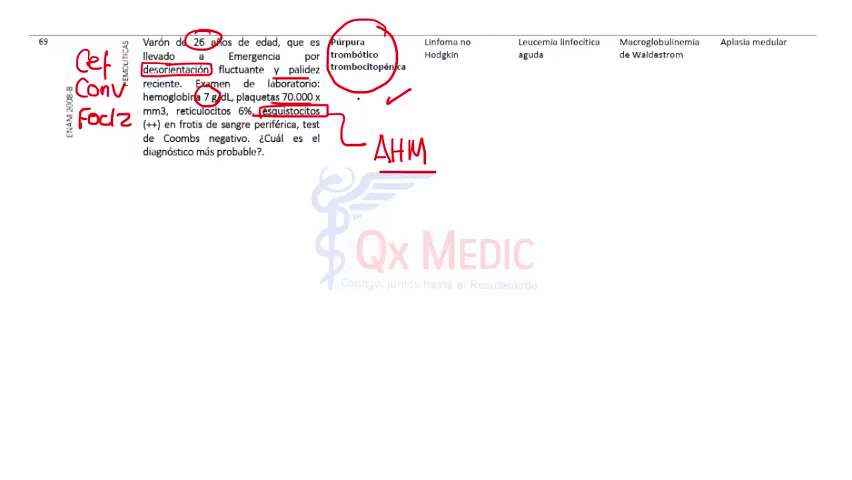 69
ENAM 2008-B
HEMOLITICAS
Varón de 26 años de edad, que es
llevado a Emergencia por
desorientación fluctuante y palidez
reciente. Examen de laboratorio:
hemoglobina 7 g/dL, plaquetas 70.000 x
mm3, reticulocitos 6%, esquistocitos
(++) en frotis de sangre periférica, test
de Coombs negativo. ¿Cuál es el
diagnóstico más probable?.
Púrpura
trombótico
trombocitopénica
Linfoma no
Hodgkin
Leucemia linfocítica
aguda
Macroglobulinemia
de Waldestrom
Aplasia medular
Cef
Conv
Focliz
AHM
QX MEDIC
Contigo, juntos hasta el Residentado